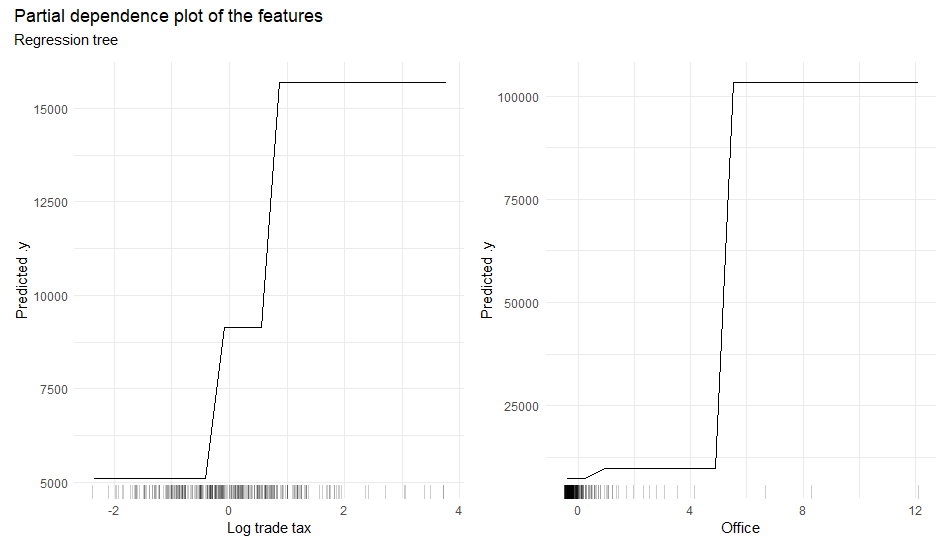 Partial dependence plot of the features
Regression tree
Predicted .y
15000
12500
10000
7500
5000
-2
0
2
4
Log trade tax
Predicted .y
100000
75000
50000
25000
0
4
8
12
Office